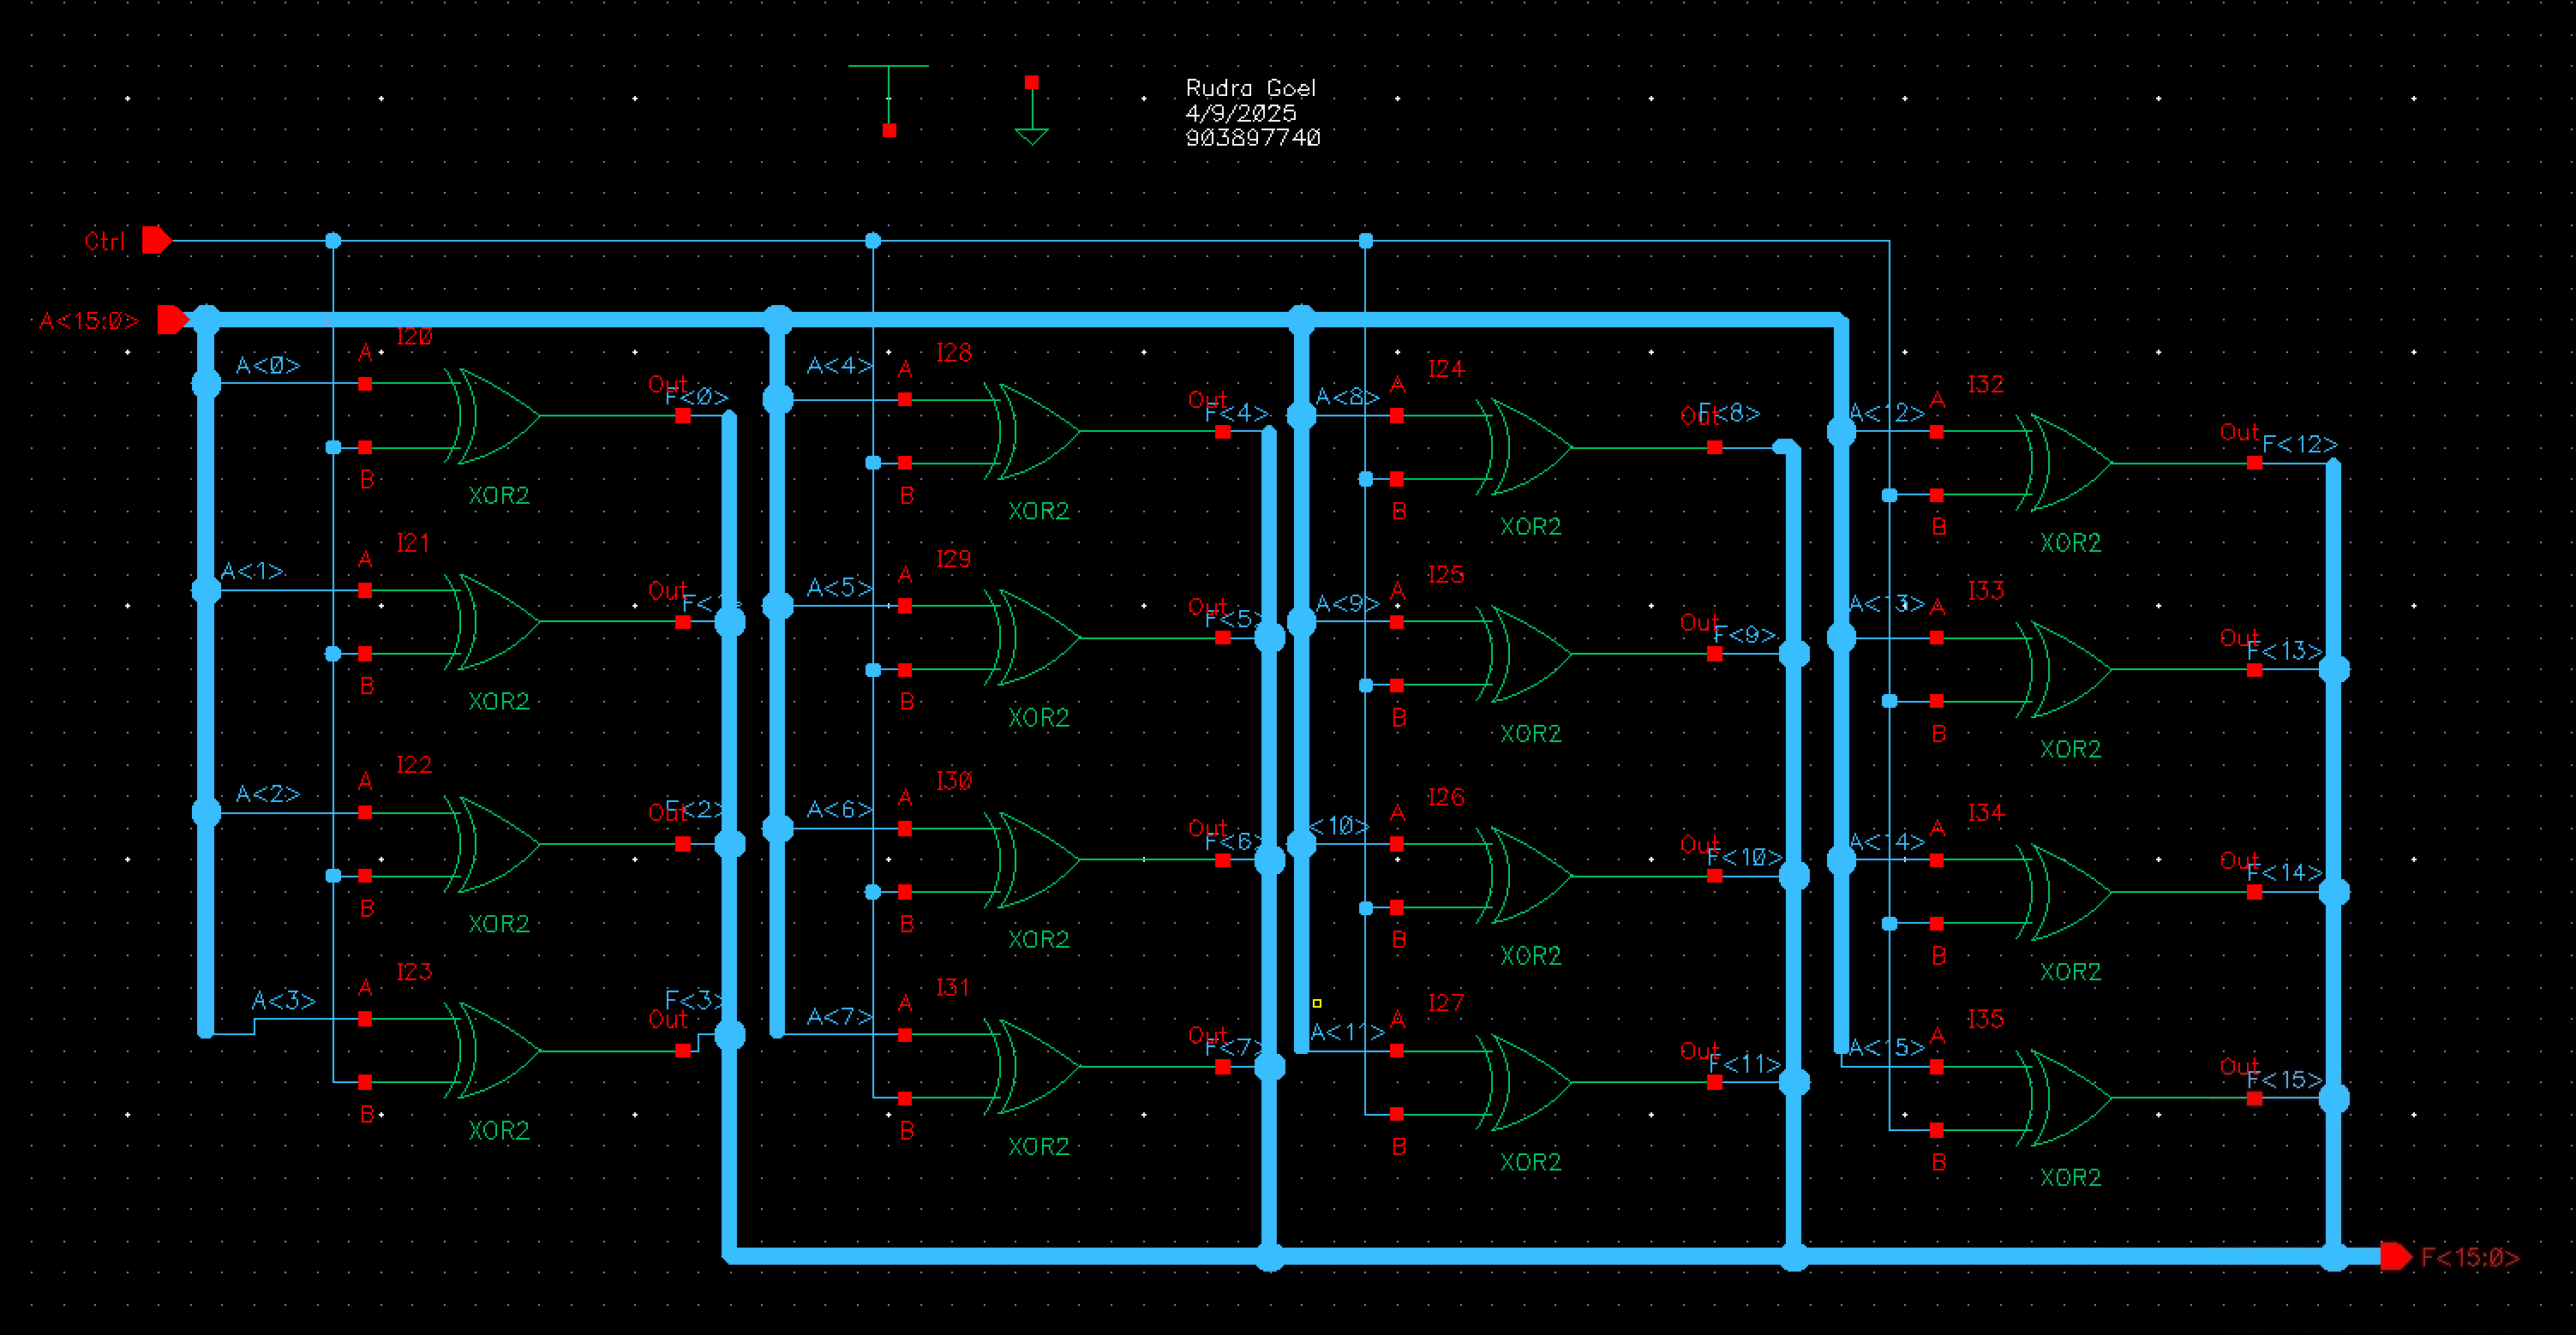 Rudra Goel
4/9/2025
903897740
Ctrl
A<15:0>
I20
A<0>
A
Out
F<0>
B
XOR2
I21
A<1>
A
Out
B
XOR2
I22
A<2>
A
Out
F<2>
B
XOR2
I23
A<3>
A
Out
F<3>
B
XOR2
I28
A<4>
A
Out
F<4>
B
XOR2
I29
A<5>
A
Out
F<5>
B
XOR2
I30
A<6>
A
Out
F<6>
B
XOR2
I31
A<7>
A
Out
F<7>
B
XOR2
I24
A<8>
A
Out
F<8>
B
XOR2
I25
A<9>
A
Out
F<9>
B
XOR2
I26
<10>
A
Out
F<10>
B
XOR2
I27
A<11>
A
Out
F<11>
B
XOR2
I32
A<12>
A
Out
F<12>
B
XOR2
I33
A<13>
A
Out
F<13>
B
XOR2
I34
A<14>
A
Out
F<14>
B
XOR2
I35
A<15>
A
Out
F<15>
B
XOR2
F<15:0>